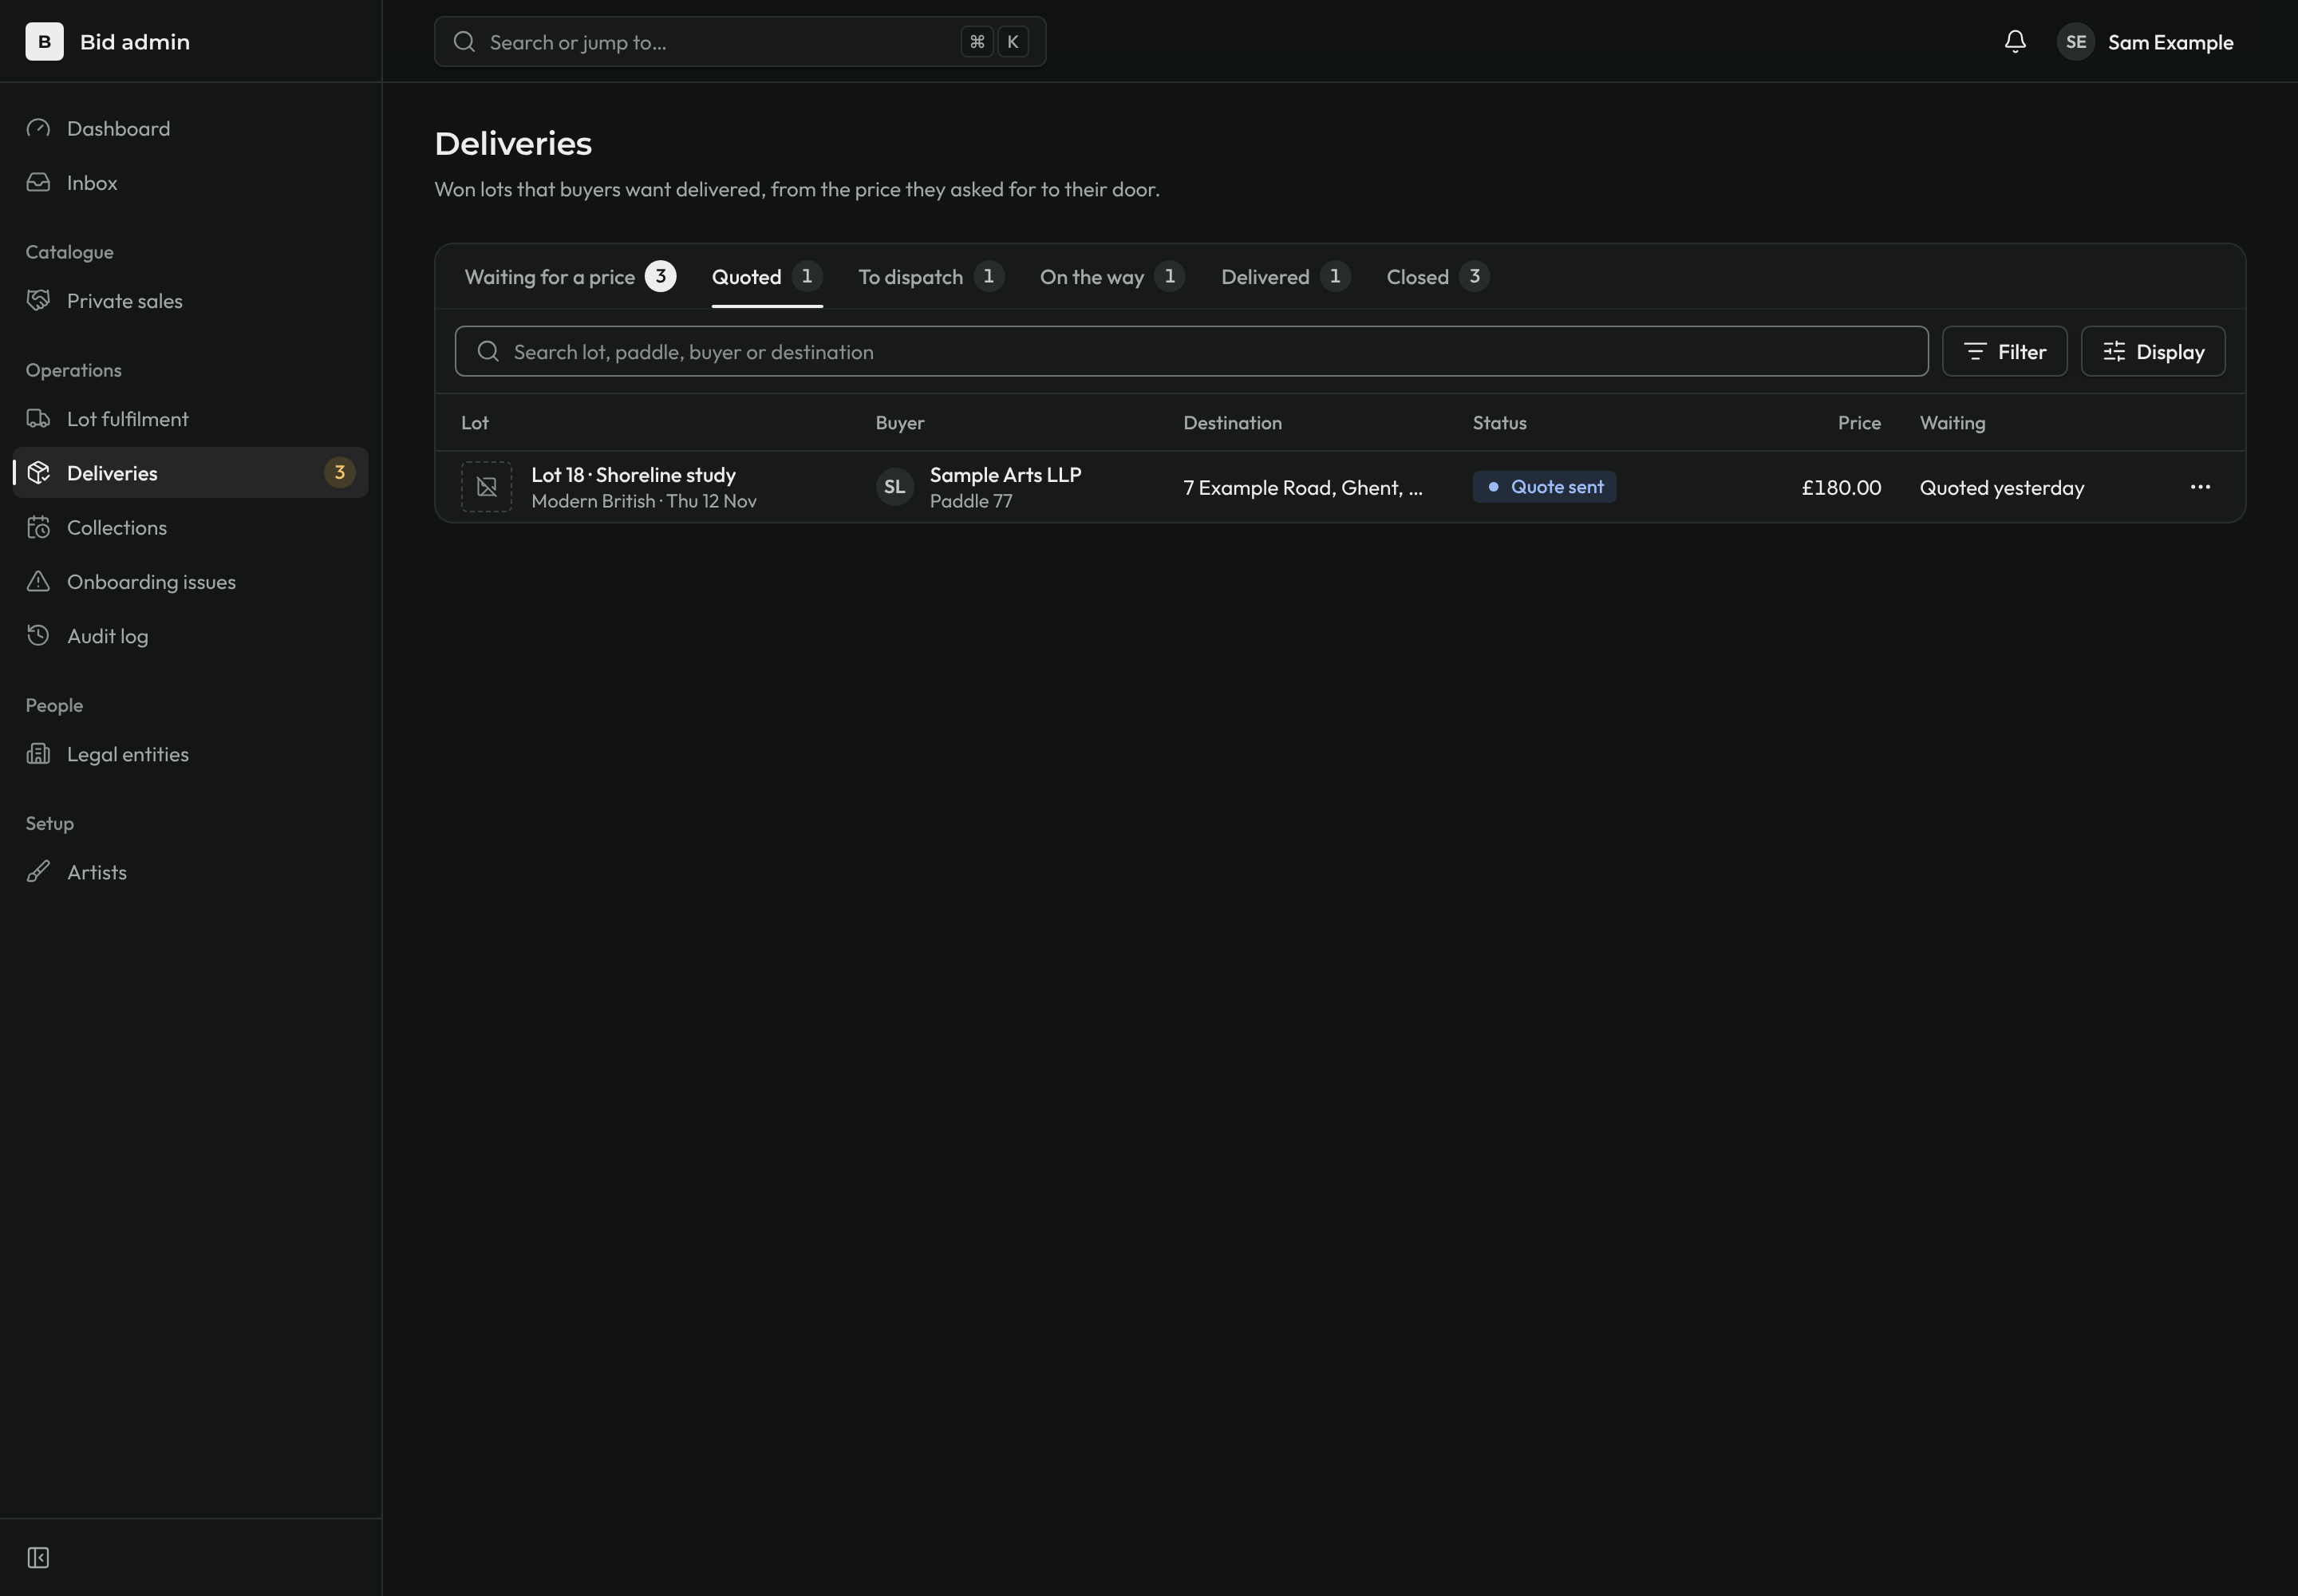 B Bid admin
Search or jump to... ⌘ K
SE Sam Example
Dashboard
Inbox
Catalogue
Private sales
Operations
Lot fulfilment
Deliveries 3
Collections
Onboarding issues
Audit log
People
Legal entities
Setup
Artists
Deliveries
Won lots that buyers want delivered, from the price they asked for to their door.
Waiting for a price 3 Quoted 1 To dispatch 1 On the way 1 Delivered 1 Closed 3
Search lot, paddle, buyer or destination Filter Display
Lot Buyer Destination Status Price Waiting
Lot 18 · Shoreline study
Modern British · Thu 12 Nov
SL Sample Arts LLP
Paddle 77
7 Example Road, Ghent, ... Quote sent £180.00 Quoted yesterday